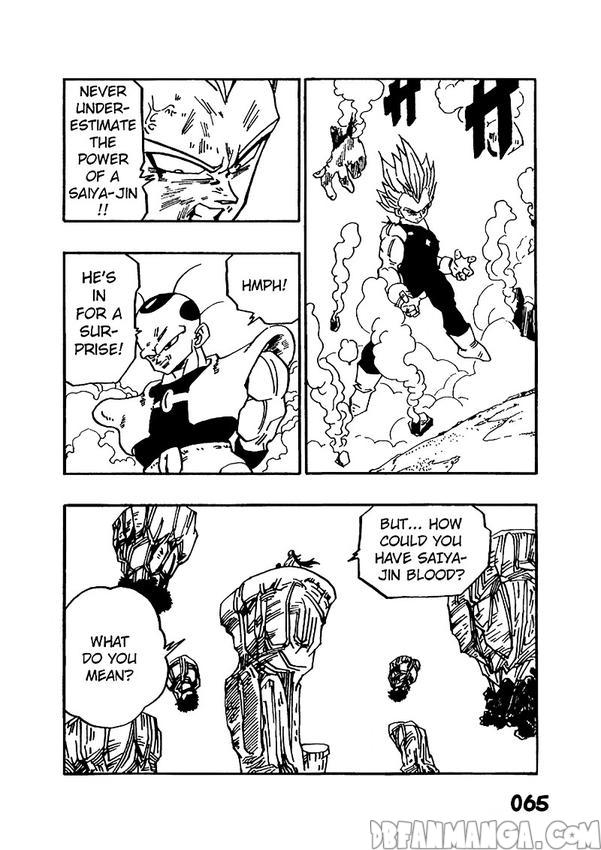 NEVER
UNDER-
ESTIMATE
THE
POWER
OF A
SAIYA-JIN
!!
HMPH!
HE'S
IN
FOR A
SUR-
PRISE!
BUT... HOW
COULD YOU
HAVE SAIYA-
JIN BLOOD?
WHAT
DO YOU
MEAN?
065
DBFANMANGA.COM